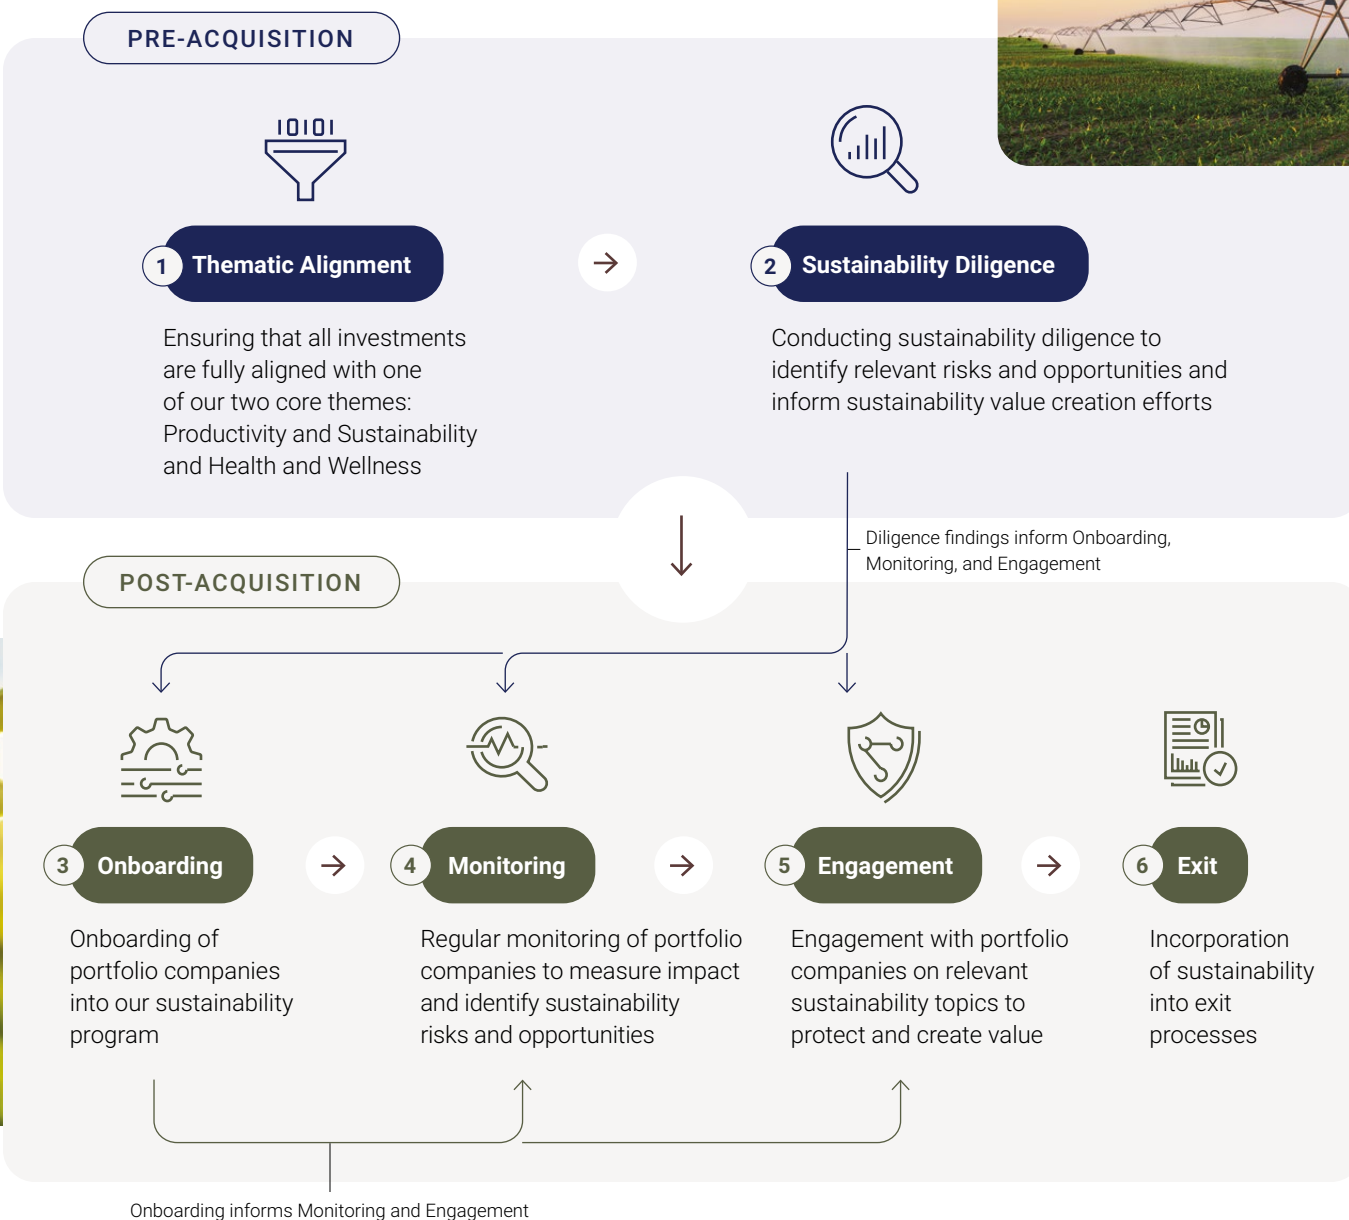 PRE-ACQUISITION
10101
1 Thematic Alignment
Ensuring that all investments
are fully aligned with one
of our two core themes:
Productivity and Sustainability
and Health and Wellness
2 Sustainability Diligence
Conducting sustainability diligence to
identify relevant risks and opportunities and
inform sustainability value creation efforts
Diligence findings inform Onboarding,
Monitoring, and Engagement
POST-ACQUISITION
3 Onboarding
Onboarding of
portfolio companies
into our sustainability
program
4 Monitoring
Regular monitoring of portfolio
companies to measure impact
and identify sustainability
risks and opportunities
5 Engagement
Engagement with portfolio
companies on relevant
sustainability topics to
protect and create value
6 Exit
Incorporation
of sustainability
into exit
processes
Onboarding informs Monitoring and Engagement